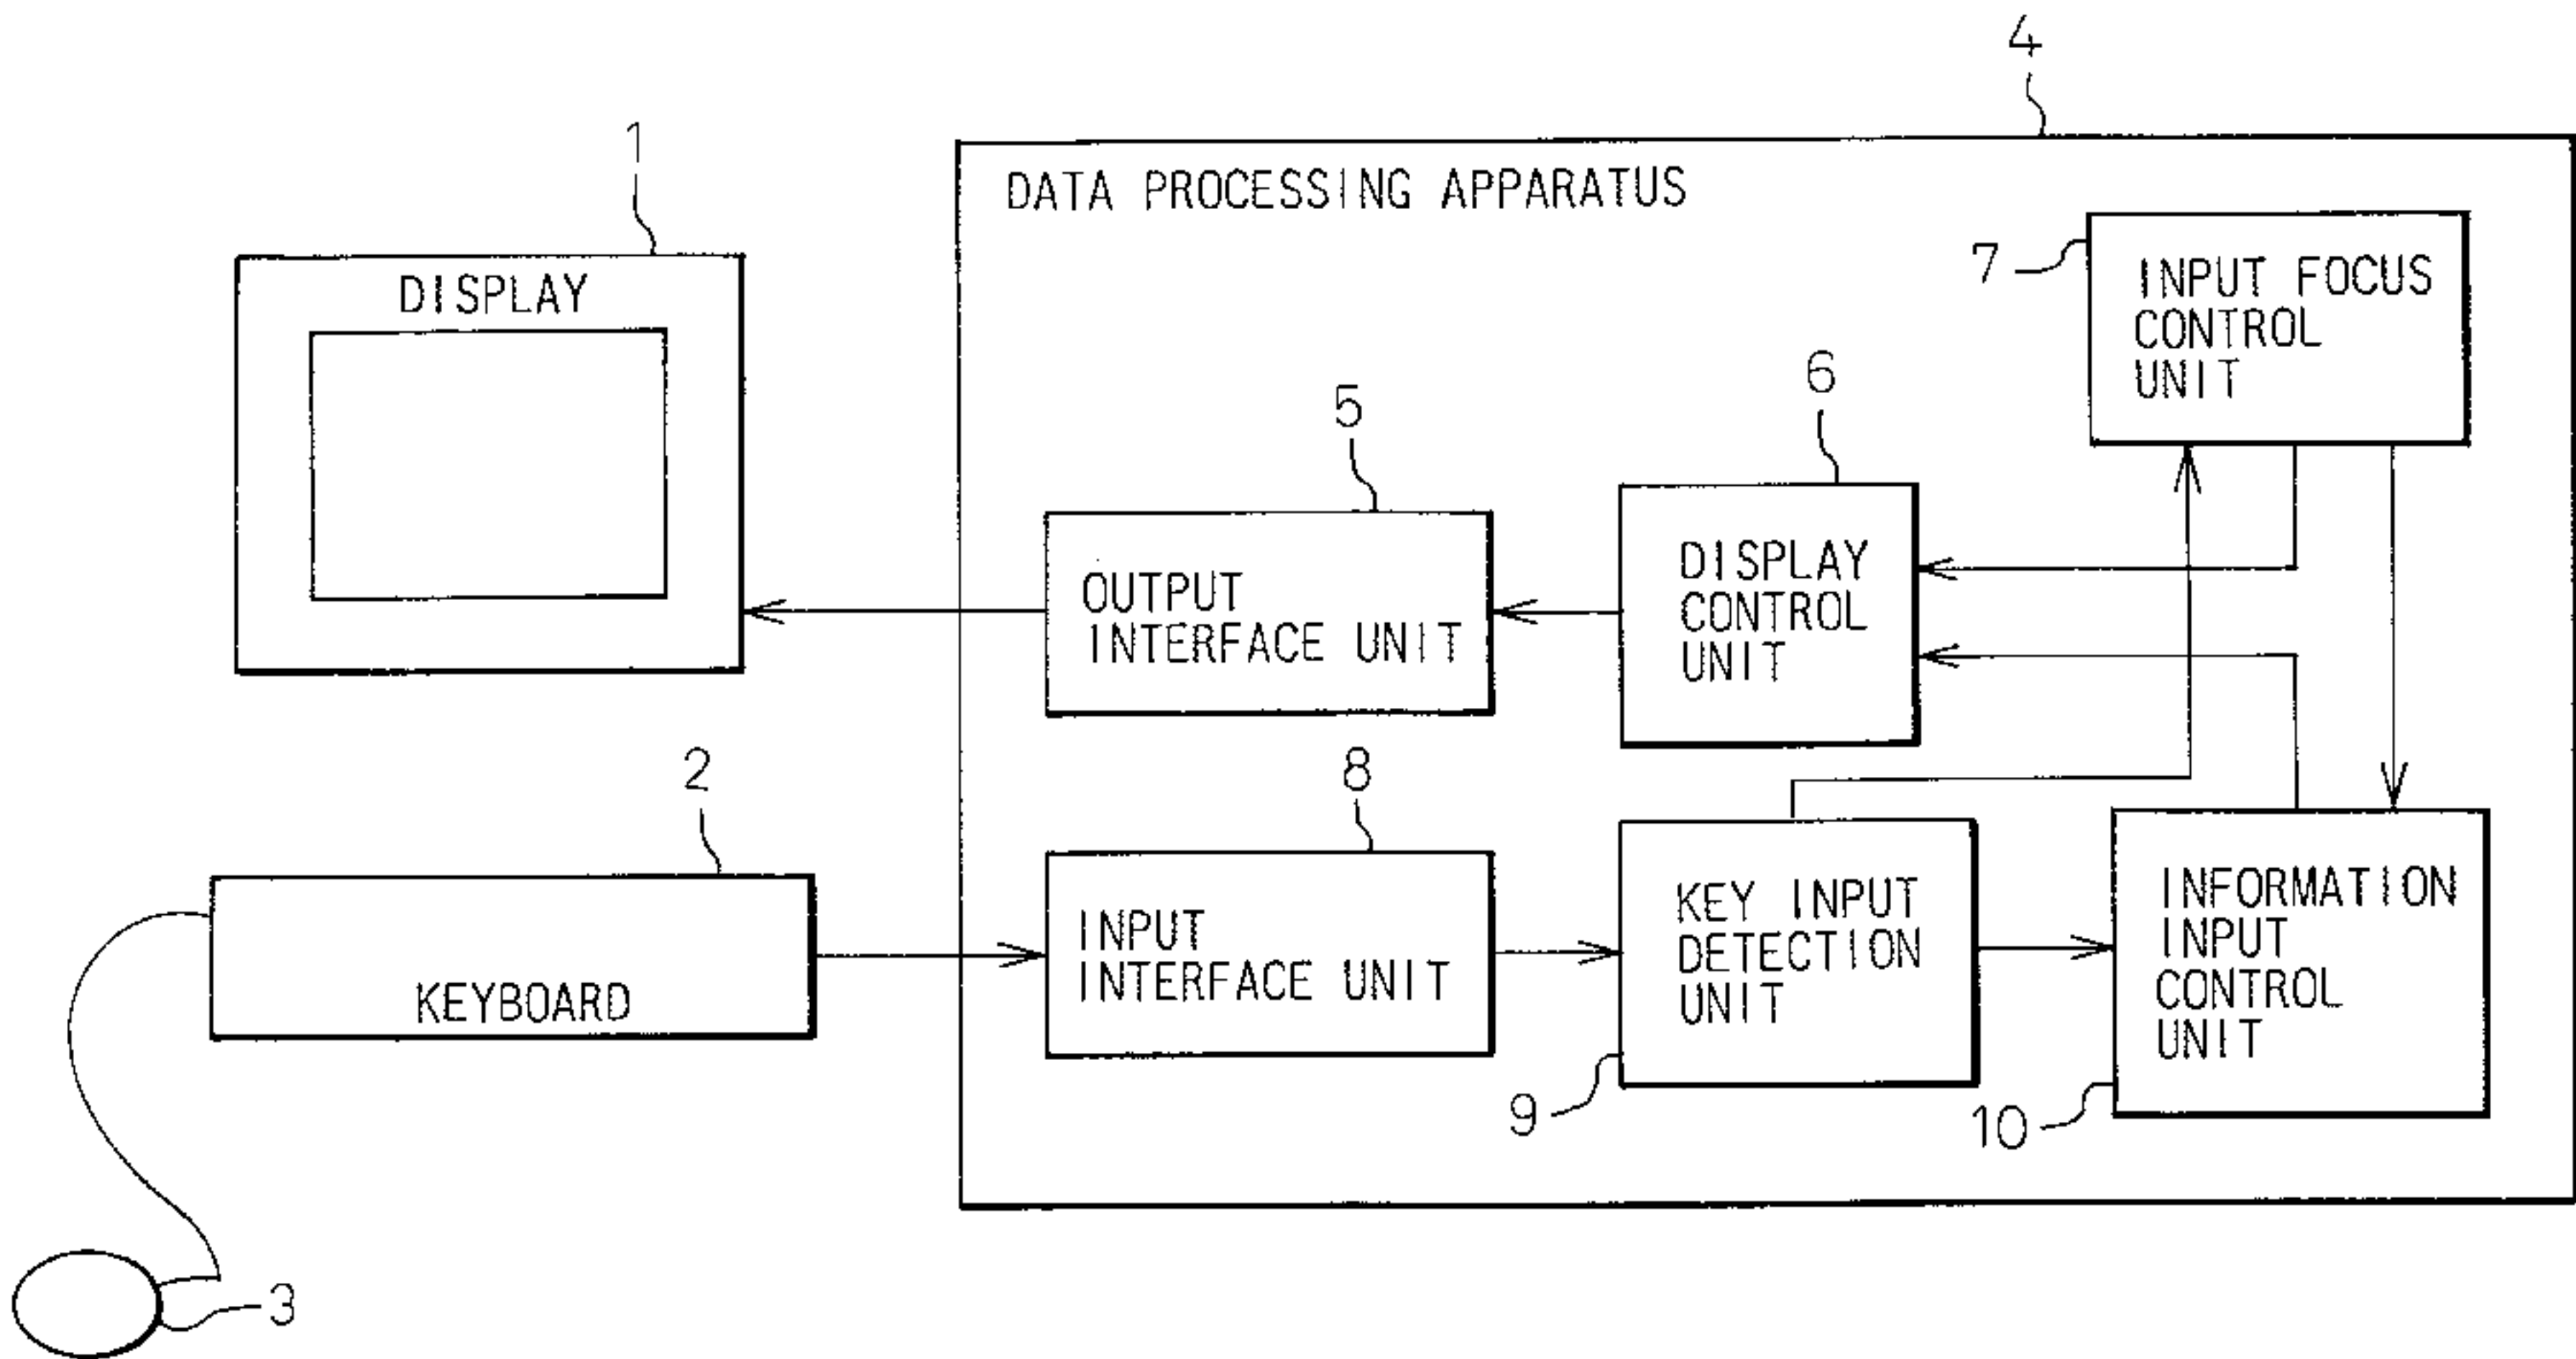 4
1
DATA PROCESSING APPARATUS
7
INPUT FOCUS
CONTROL
UNIT
DISPLAY
5
6
OUTPUT
INTERFACE UNIT
DISPLAY
CONTROL
UNIT
2
8
KEYBOARD
INPUT
INTERFACE UNIT
KEY INPUT
DETECTION
UNIT
INFORMATION
INPUT
CONTROL
UNIT
9
10
3